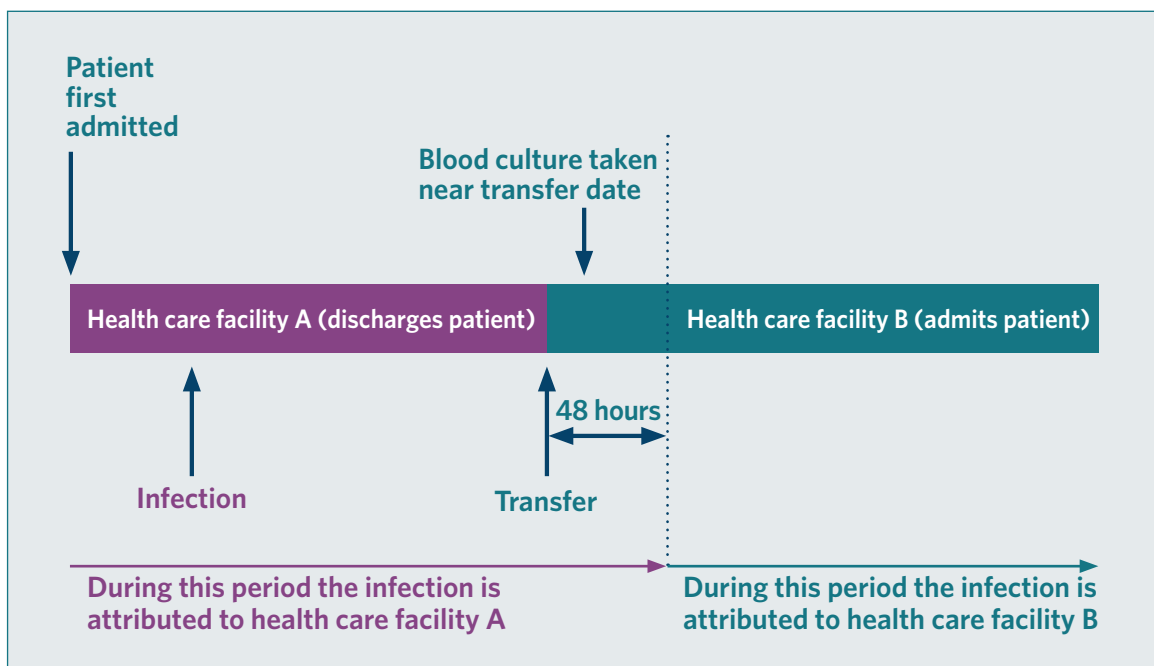 Patient
first
admitted
Blood culture taken
near transfer date
Health care facility A (discharges patient)
Health care facility B (admits patient)
48 hours
Infection
Transfer
During this period the infection is
attributed to health care facility A
During this period the infection is
attributed to health care facility B